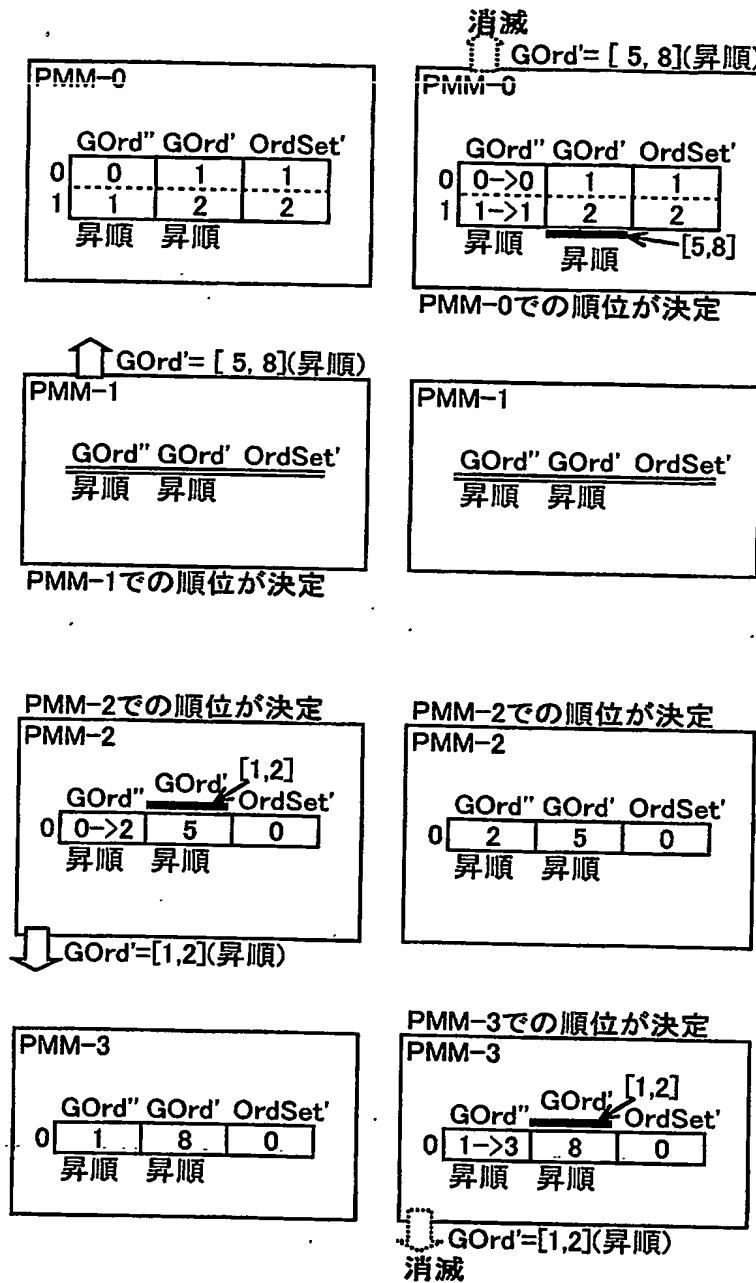 PMM-0
GOrd'' GOrd' OrdSet'
0 0 1 1
1 1 2 2
昇順 昇順
消滅
GOrd'= [ 5, 8](昇順)
PMM-0
GOrd'' GOrd' OrdSet'
0 0->0 1 1
1 1->1 2 2
昇順 昇順 [5,8]
PMM-0での順位が決定
GOrd'= [ 5, 8](昇順)
PMM-1
GOrd'' GOrd' OrdSet'
昇順 昇順
PMM-1での順位が決定
PMM-1
GOrd'' GOrd' OrdSet'
昇順 昇順
PMM-2での順位が決定
PMM-2
[1,2]
GOrd'' GOrd' OrdSet'
0 0->2 5 0
昇順 昇順
GOrd'=[1,2](昇順)
PMM-2での順位が決定
PMM-2
GOrd'' GOrd' OrdSet'
0 2 5 0
昇順 昇順
PMM-3
GOrd'' GOrd' OrdSet'
0 1 8 0
昇順 昇順
PMM-3での順位が決定
PMM-3
[1,2]
GOrd'' GOrd' OrdSet'
0 1->3 8 0
昇順 昇順
GOrd'=[1,2](昇順)
消滅